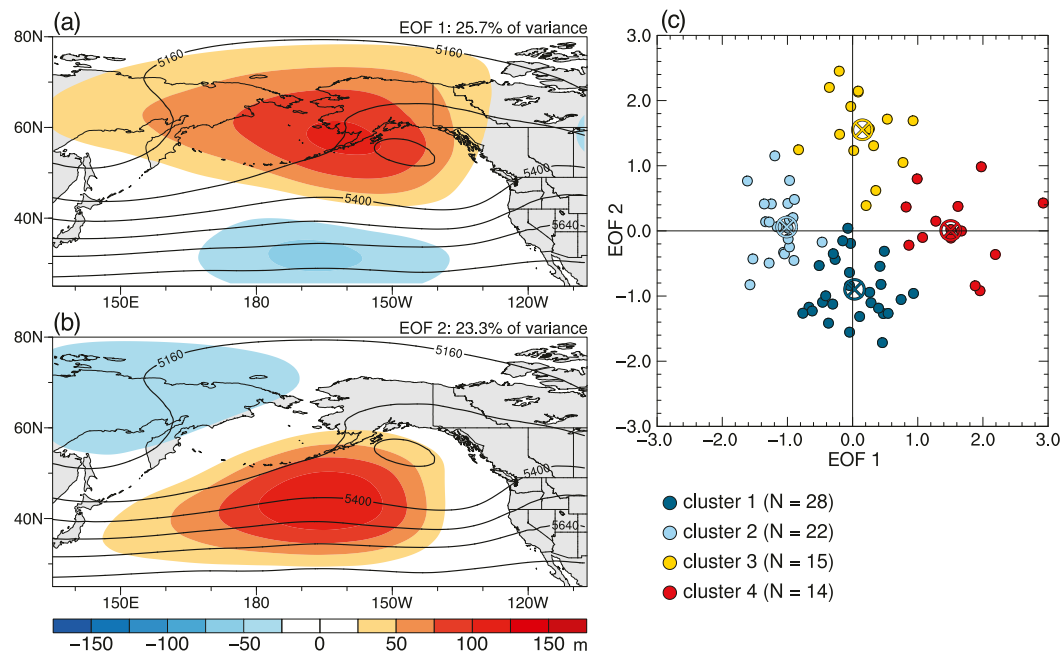 (a)
EOF 1: 25.7% of variance
80N
60N
40N
5160
5400
5400
5640
150E
180
150W
120W
(b)
EOF 2: 23.3% of variance
80N
60N
40N
5160
5400
5400
5640
150E
180
150W
120W
−150
−100
−50
0
50
100
150
m
(c)
3.0
2.0
1.0
0.0
−1.0
−2.0
−3.0
EOF 2
−3.0
−2.0
−1.0
0.0
1.0
2.0
3.0
EOF 1
cluster 1 (N = 28)
cluster 2 (N = 22)
cluster 3 (N = 15)
cluster 4 (N = 14)